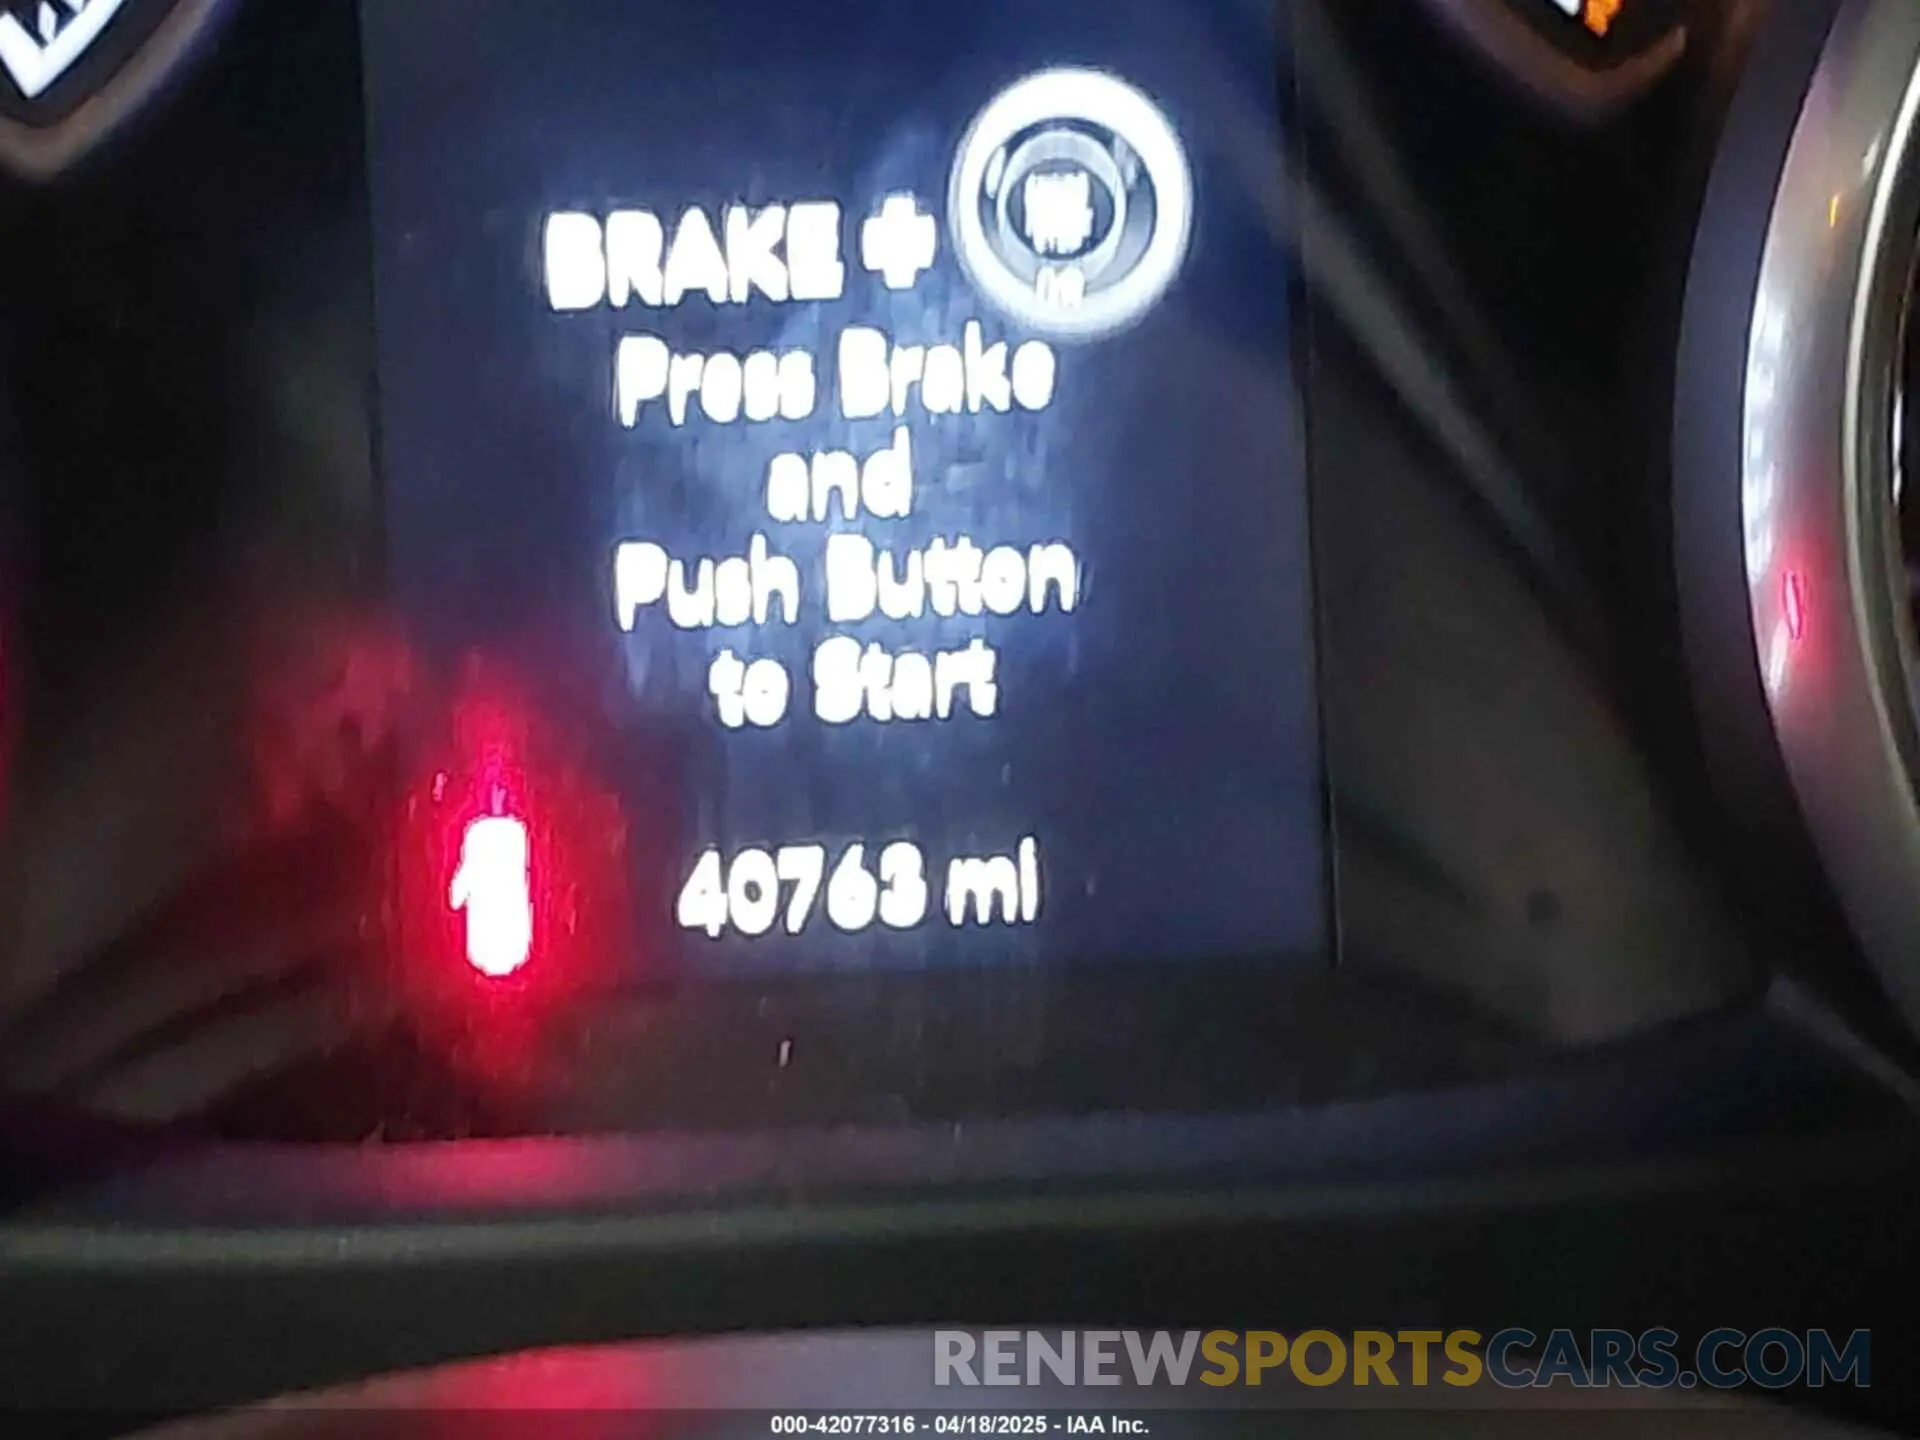 BRAKE +
Press Brake
and
Push Button
to Start
40763 mi
RENEWSPORTSCARS.COM
000-42077316 - 04/18/2025 - IAA Inc.